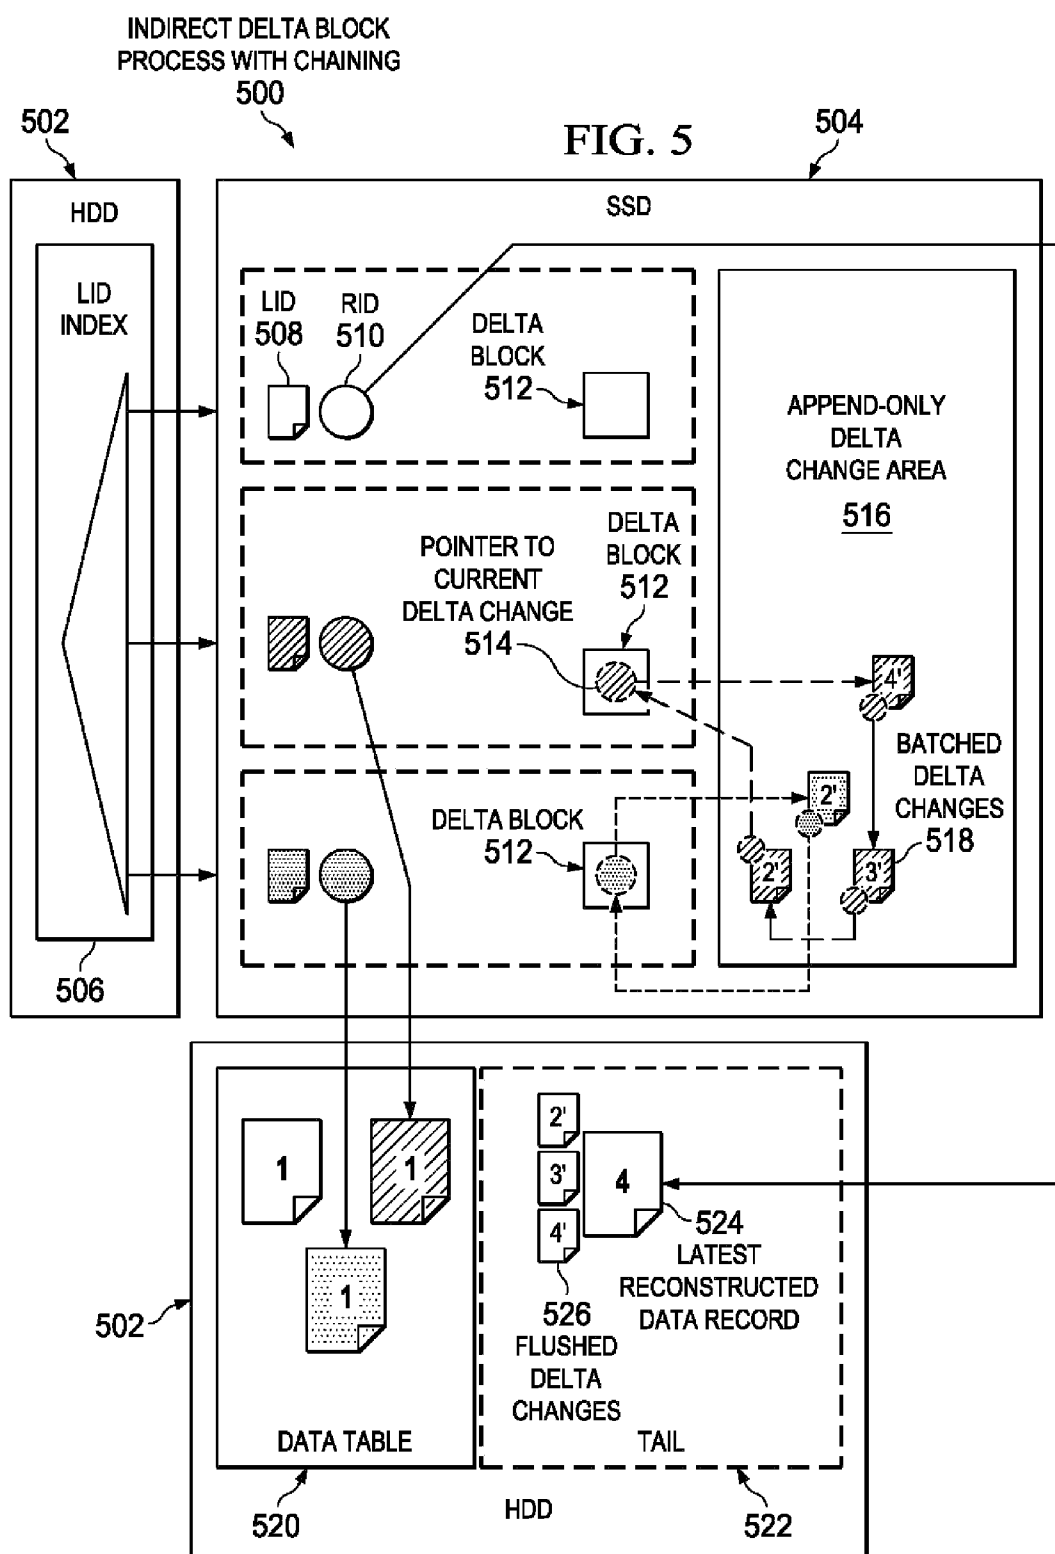 INDIRECT DELTA BLOCK
PROCESS WITH CHAINING
500
FIG. 5
502
504
HDD
SSD
LID
INDEX
LID
508
RID
510
DELTA
BLOCK
512
APPEND-ONLY
DELTA
CHANGE AREA
516
POINTER TO
CURRENT
DELTA CHANGE
514
DELTA
BLOCK
512
4'
BATCHED
DELTA
CHANGES
518
2'
2'
3'
DELTA BLOCK
512
506
1
1
1
2'
3'
4'
4
524
LATEST
RECONSTRUCTED
DATA RECORD
526
FLUSHED
DELTA
CHANGES
502
DATA TABLE
TAIL
520
HDD
522